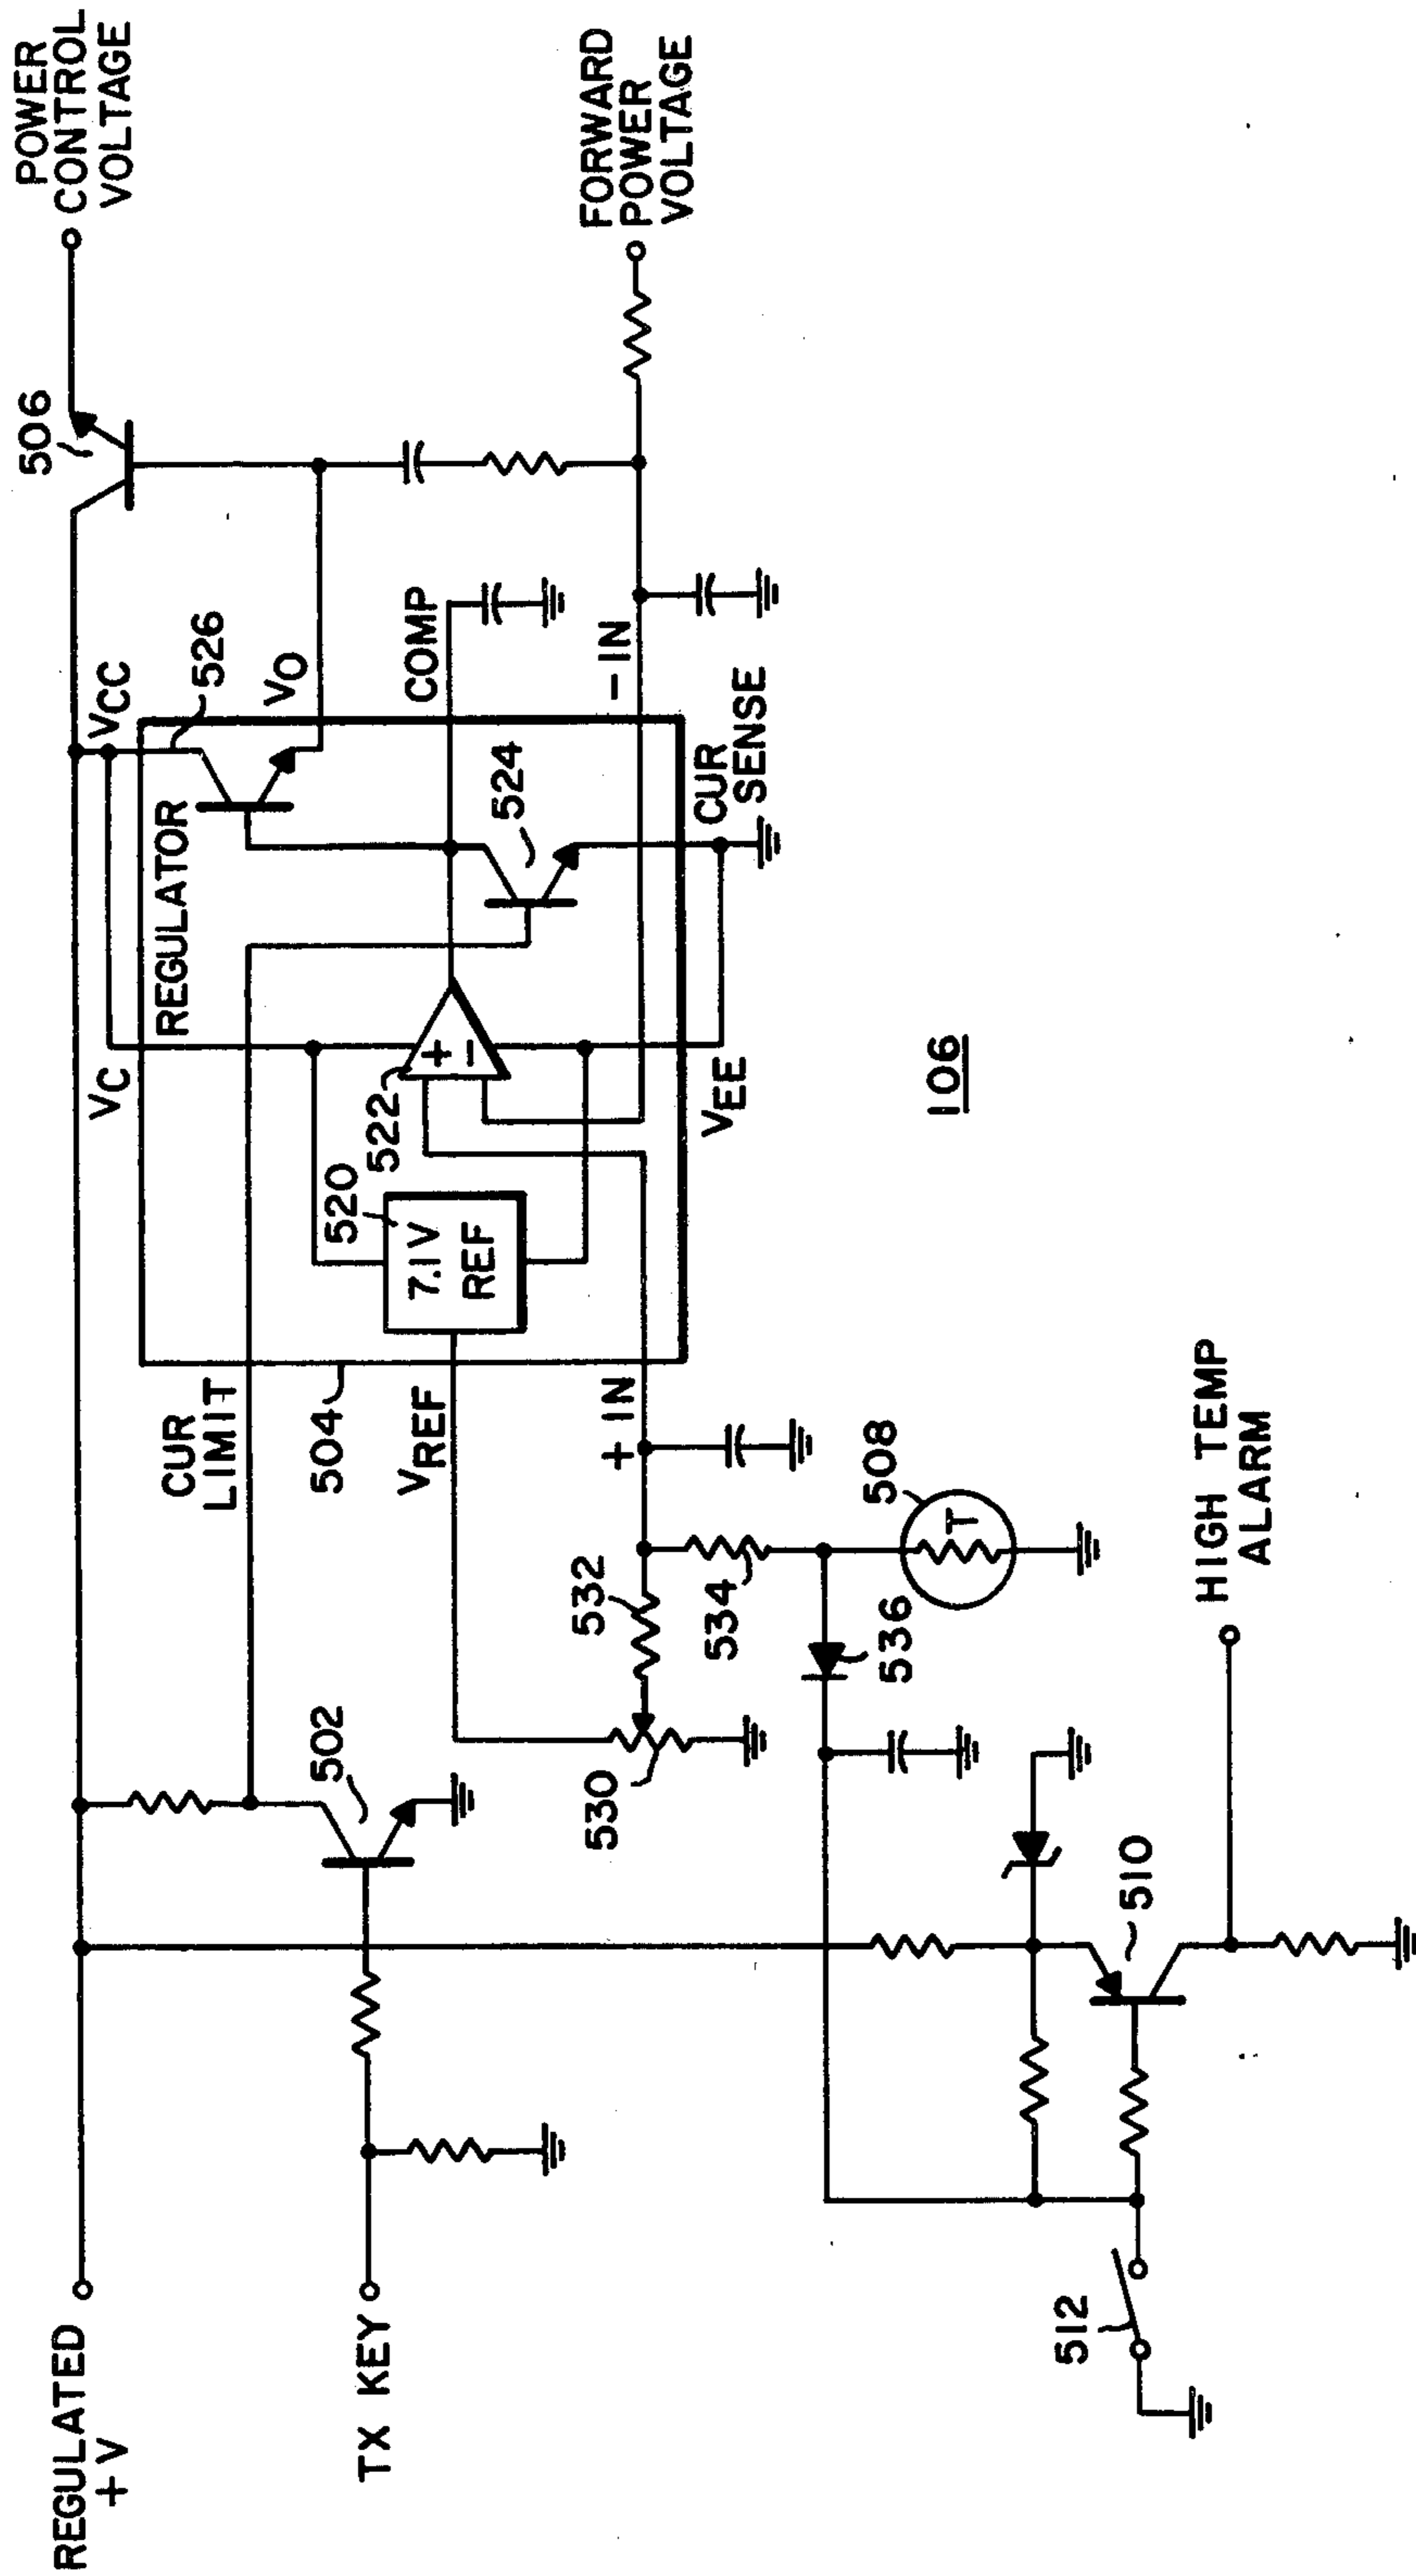 REGULATED
+ V
TX KEY
512
510
HIGH TEMP
ALARM
502
530
532
534
536
508
T
CUR
LIMIT
504
VREF
+ IN
VC
VCC
REGULATOR
526
520
7.1V
REF
522
+
-
524
VO
COMP
- IN
CUR
SENSE
VEE
506
POWER
CONTROL
VOLTAGE
FORWARD
POWER
VOLTAGE
106